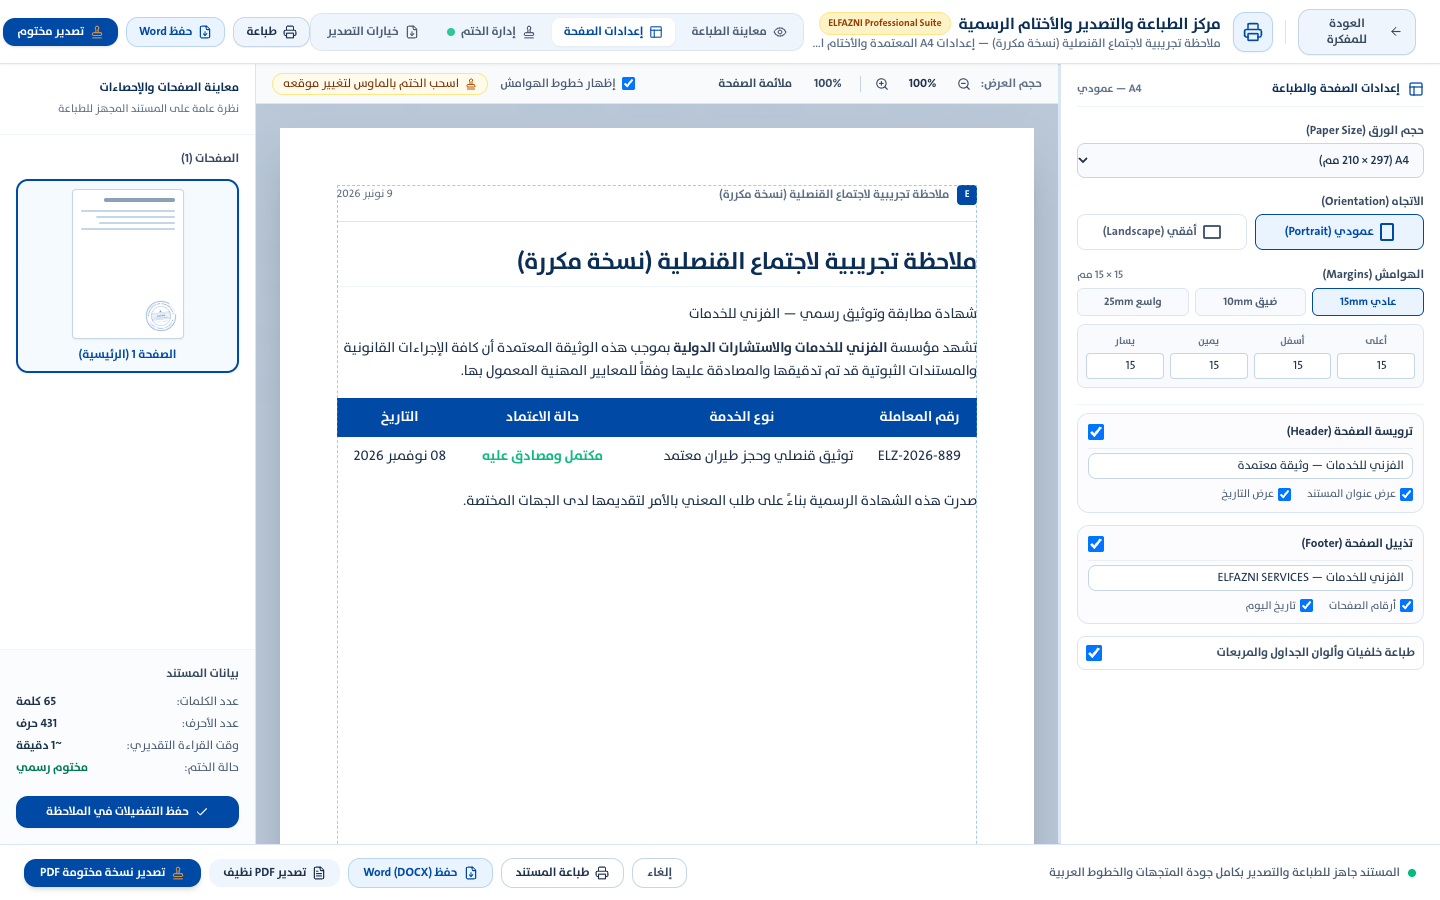 العودة للمفكرة
مركز الطباعة والتصدير والأختام الرسمية
ELFAZNI Professional Suite
ملاحظة تجريبية لاجتماع القنصلية (نسخة مكررة) — إعدادات A4 المعتمدة والأختام ا...
معاينة الطباعة
إعدادات الصفحة
إدارة الختم
خيارات التصدير
طباعة
حفظ Word
تصدير مختوم
إعدادات الصفحة والطباعة
A4 — عمودي
حجم الورق (Paper Size)
A4 (210 × 297 مم)
الاتجاه (Orientation)
عمودي (Portrait)
أفقي (Landscape)
الهوامش (Margins)
15 × 15 مم
عادي 15mm
ضيق 10mm
واسع 25mm
أعلى
أسفل
يمين
يسار
15
15
15
15
ترويسة الصفحة (Header)
الفزني للخدمات — وثيقة معتمدة
عرض عنوان المستند
عرض التاريخ
تذييل الصفحة (Footer)
الفزني للخدمات — ELFAZNI SERVICES
أرقام الصفحات
تاريخ اليوم
طباعة خلفيات وألوان الجداول والمربعات
حجم العرض:
100%
100%
ملائمة الصفحة
إظهار خطوط الهوامش
اسحب الختم بالماوس لتغيير موقعه
E
ملاحظة تجريبية لاجتماع القنصلية (نسخة مكررة)
9 نونبر 2026
ملاحظة تجريبية لاجتماع القنصلية (نسخة مكررة)
شهادة مطابقة وتوثيق رسمي — الفزني للخدمات
تشهد مؤسسة الفزني للخدمات والاستشارات الدولية بموجب هذه الوثيقة المعتمدة أن كافة الإجراءات القانونية
والمستندات الثبوتية قد تم تدقيقها والمصادقة عليها وفقاً للمعايير المهنية المعمول بها.
رقم المعاملة
نوع الخدمة
حالة الاعتماد
التاريخ
ELZ-2026-889
توثيق قنصلي وحجز طيران معتمد
مكتمل ومصادق عليه
08 نوفمبر 2026
صدرت هذه الشهادة الرسمية بناءً على طلب المعني بالأمر لتقديمها لدى الجهات المختصة.
معاينة الصفحات والإحصاءات
نظرة عامة على المستند المجهز للطباعة
الصفحات (1)
الصفحة 1 (الرئيسية)
بيانات المستند
عدد الكلمات:
65 كلمة
عدد الأحرف:
431 حرف
وقت القراءة التقديري:
~1 دقيقة
حالة الختم:
مختوم رسمي
حفظ التفضيلات في الملاحظة
المستند جاهز للطباعة والتصدير بكامل جودة المتجهات والخطوط العربية
إلغاء
طباعة المستند
حفظ Word (DOCX)
تصدير PDF نظيف
تصدير نسخة مختومة PDF